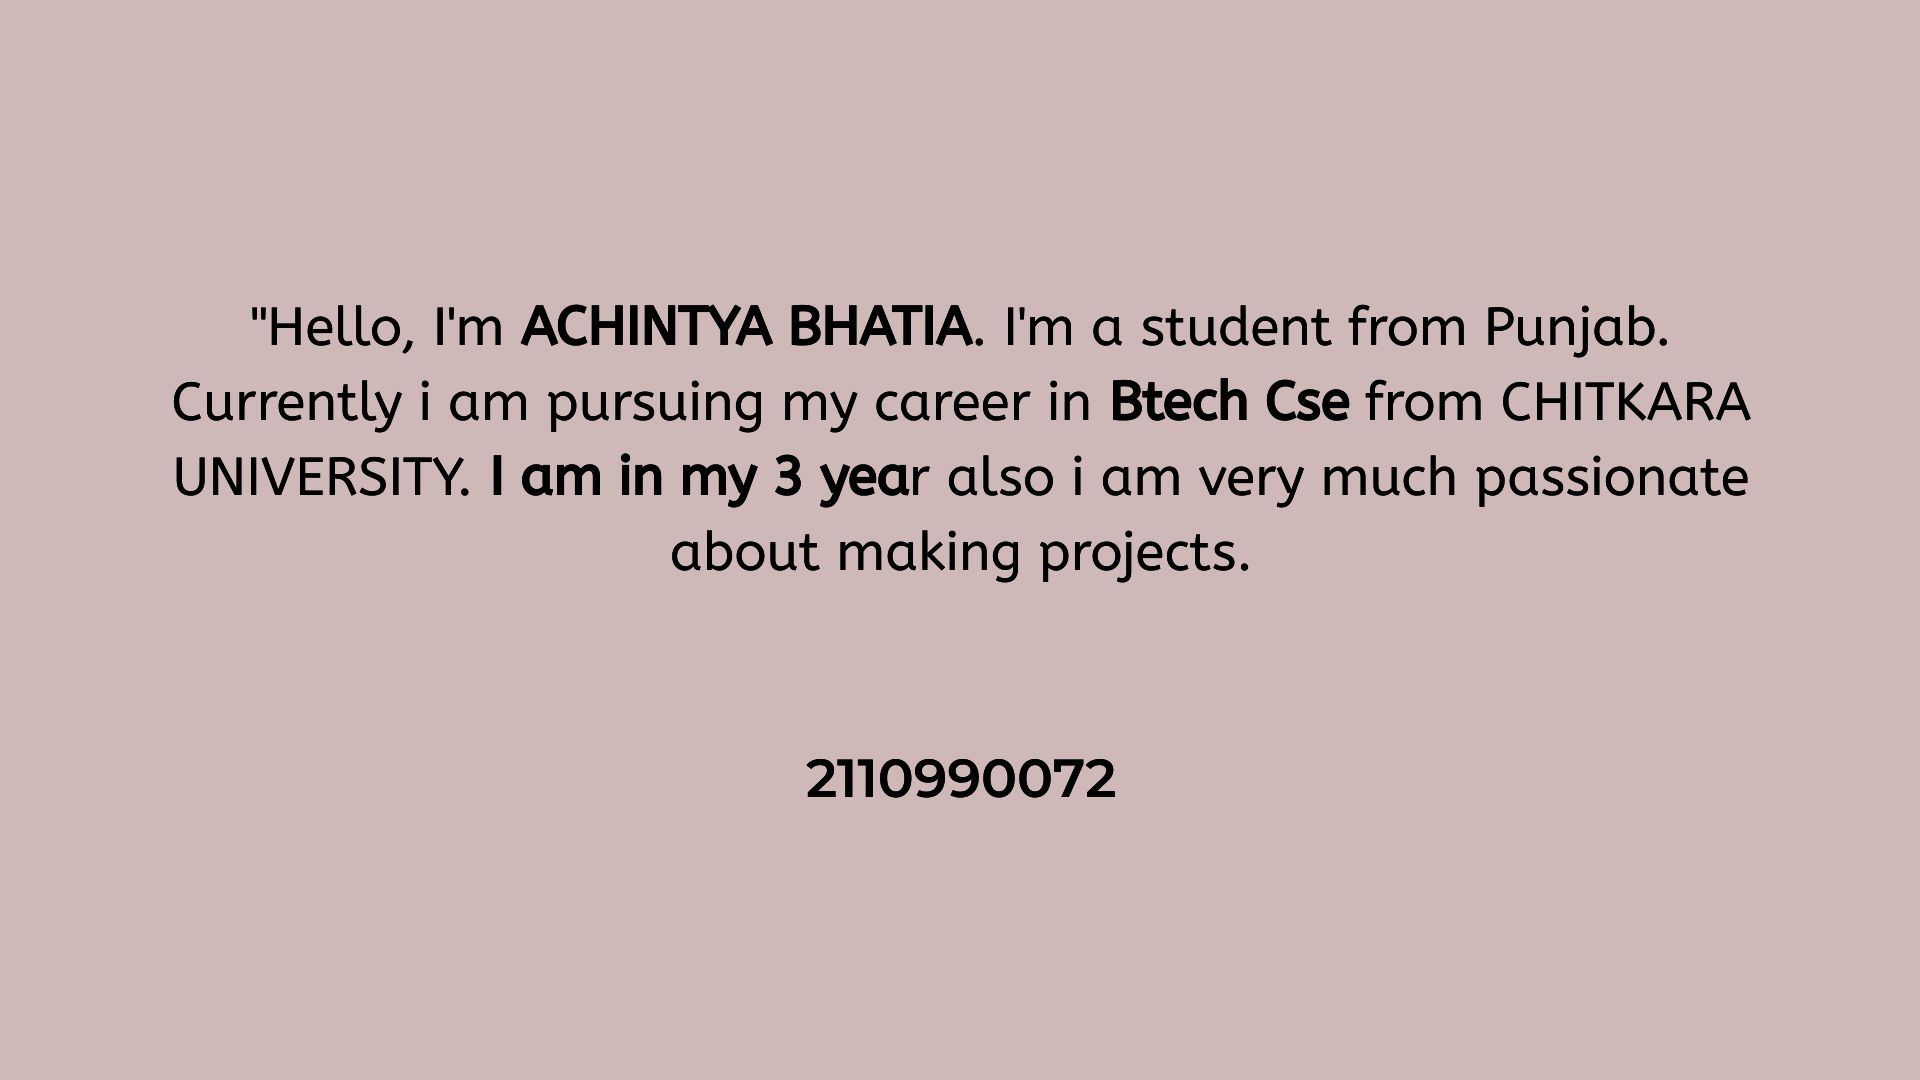 "Hello, I'm ACHINTYA BHATIA. I'm a student from Punjab.
Currently i am pursuing my career in Btech Cse from CHITKARA
UNIVERSITY. I am in my 3 year also i am very much passionate
about making projects.
2110990072